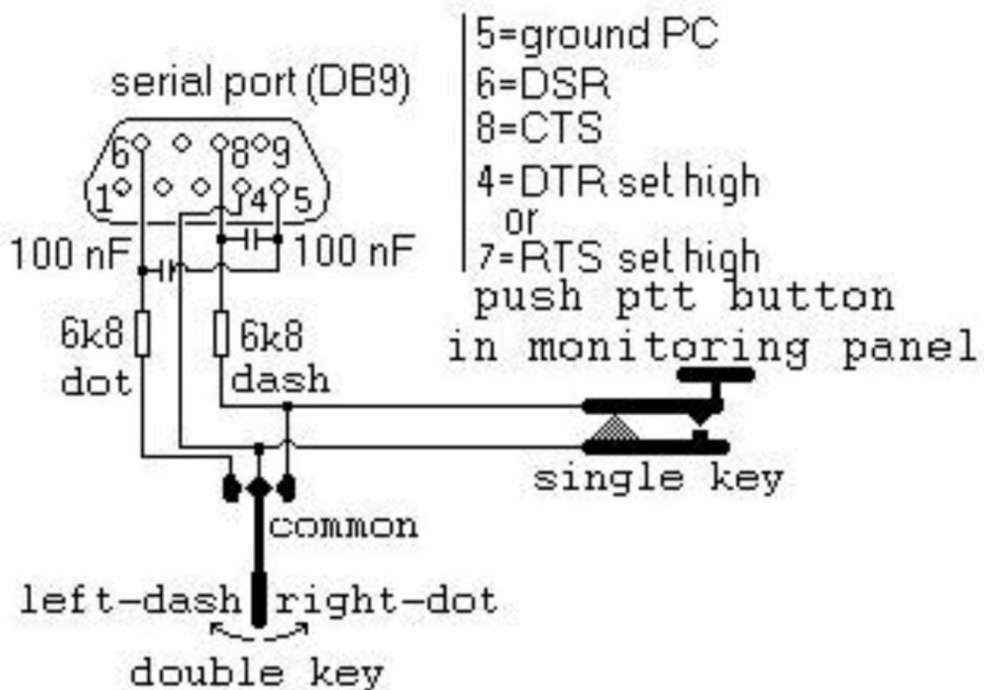 serial port (DB9)
6 8 9
1 4 5
100 nF 100 nF
6k8 6k8
dot dash
5=ground PC
6=DSR
8=CTS
4=DTR set high
or
7=RTS set high
push ptt button
in monitoring panel
single key
common
left-dash right-dot
double key